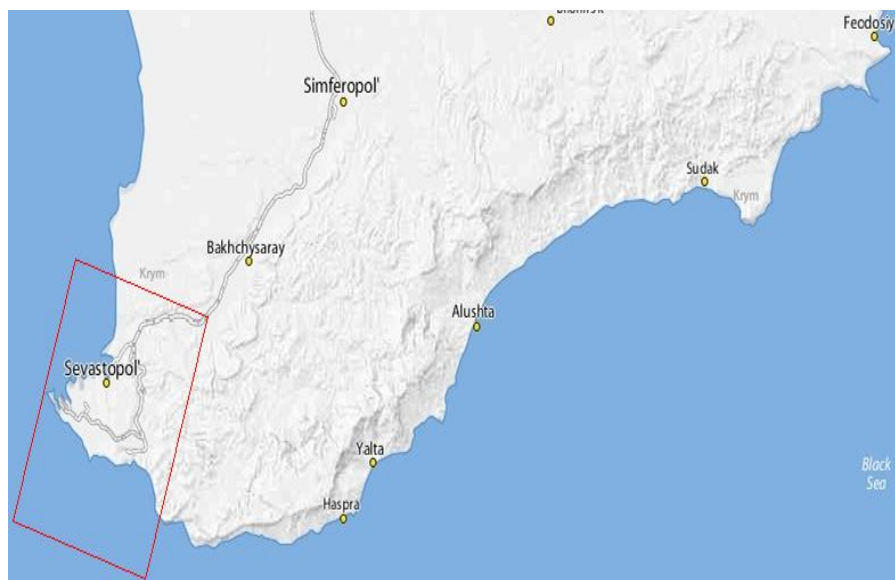 Feodosiy
Simferopol'
Sudak
Krym
Bakhchysaray
Krym
Alushta
Sevastopol'
Yalta
Black
Sea
Haspra